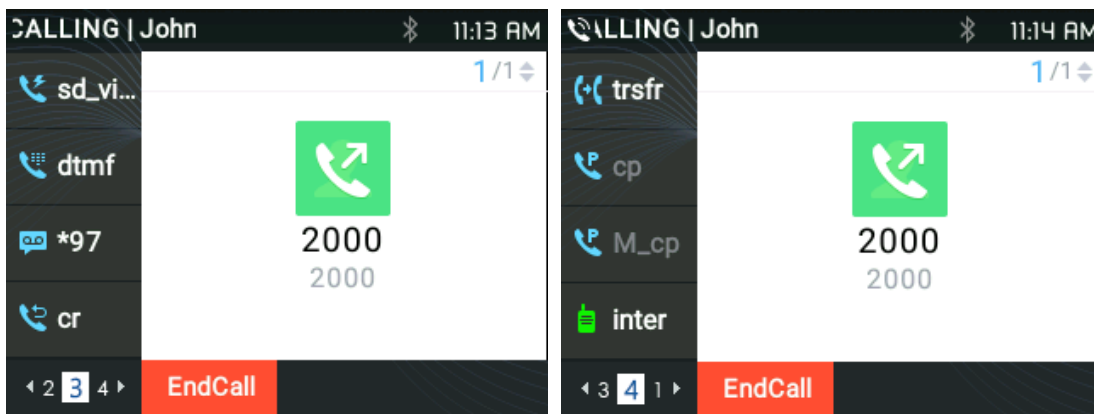 CALLING | John 11:13 AM
1/1
sd_vi...
dtmf
2000
*97
2000
cr
2 3 4 EndCall
ALLING | John 11:14 AM
1/1
trsfr
P cp
2000
P M_cp
2000
inter
3 4 1 EndCall